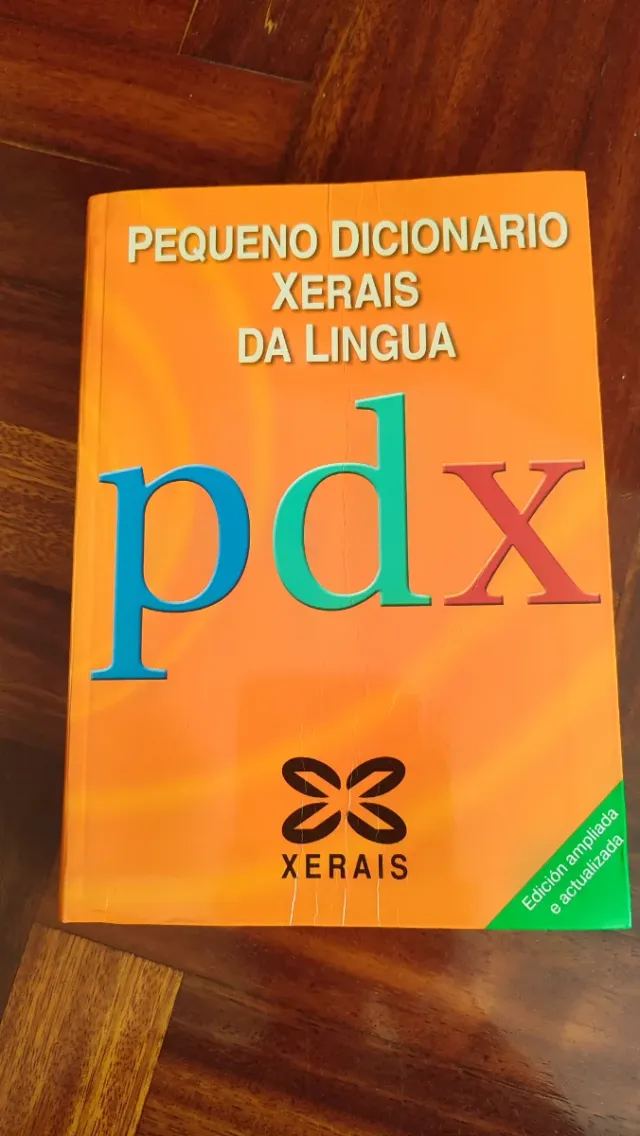 PEQUENO DICIONARIO
XERAIS
DA LINGUA
pdx
XERAIS
Edición ampliada
e actualizada